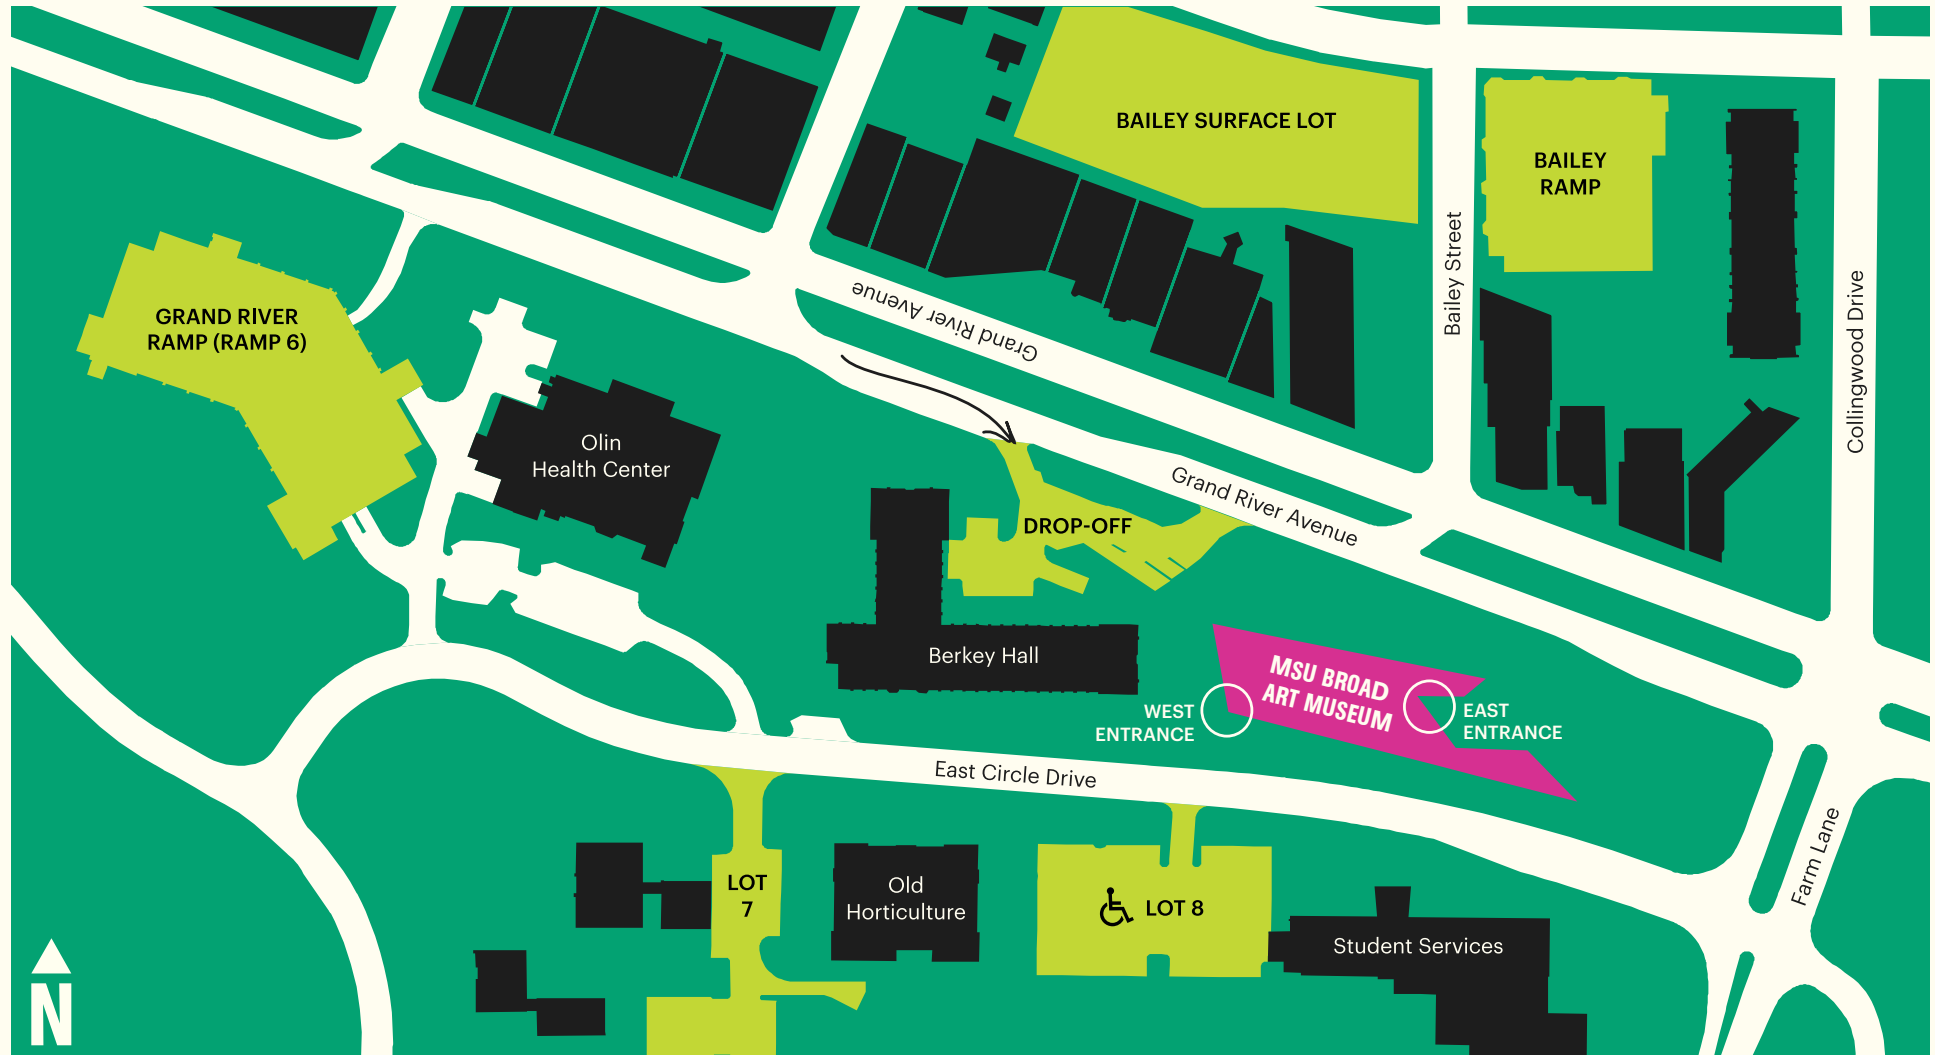 BAILEY SURFACE LOT
BAILEY
RAMP
Bailey Street
Collingwood Drive
Grand River Avenue
GRAND RIVER
RAMP (RAMP 6)
Olin
Health Center
Grand River Avenue
DROP-OFF
Berkey Hall
MSU BROAD
ART MUSEUM
WEST
ENTRANCE
EAST
ENTRANCE
East Circle Drive
Farm Lane
LOT
7
Old
Horticulture
LOT 8
Student Services
N